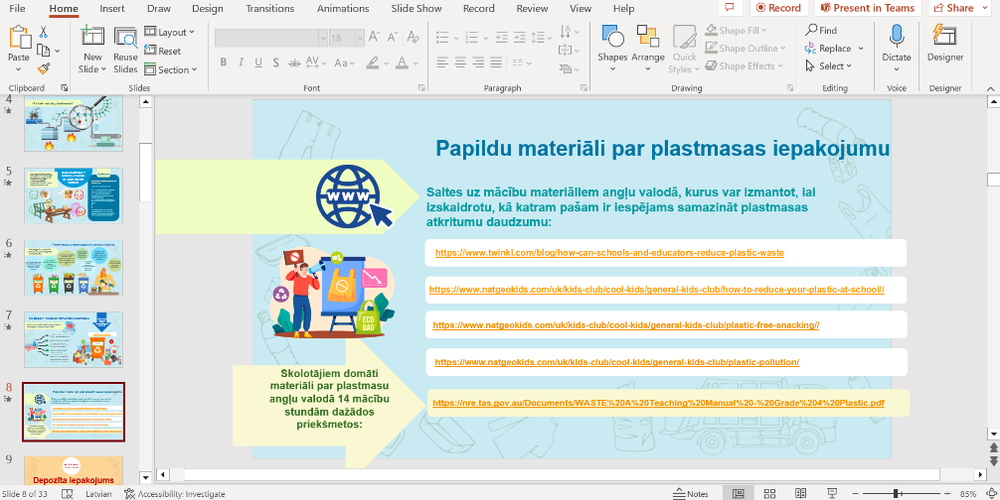 File Home Insert Draw Design Transitions Animations Slide Show Record Review View Help Record Present in Teams Share
Paste
New Slide
Reuse Slides
Layout
Reset
Section
18
B I U S ab AV Aa A
Shapes
Arrange
Quick Styles
Shape Fill
Shape Outline
Shape Effects
Find
Replace
Select
Dictate
Designer
Clipboard Slides Font Paragraph Drawing Editing Voice Designer
4
5
6
7
8
9
Depozīta iepakojums
Papildu materiāli par plastmasas iepakojumu
WWW
Saites uz mācību materiāliem angļu valodā, kurus var izmantot, lai
izskaidrotu, kā katram pašam ir iespējams samazināt plastmasas
atkritumu daudzumu:
https://www.twinkl.com/blog/how-can-schools-and-educators-reduce-plastic-waste
https://www.natgeokids.com/uk/kids-club/cool-kids/general-kids-club/how-to-reduce-your-plastic-at-school//
https://www.natgeokids.com/uk/kids-club/cool-kids/general-kids-club/plastic-free-snacking//
https://www.natgeokids.com/uk/kids-club/cool-kids/general-kids-club/plastic-pollution/
ECO
BAG
Skolotājiem domāti
materiāli par plastmasu
angļu valodā 14 mācību
stundām dažādos
priekšmetos:
https://nre.tas.gov.au/Documents/WASTE%20A%20Teaching%20Manual%20-%20Grade%204%20Plastic.pdf
Slide 8 of 33 Latvian Accessibility: Investigate Notes 85%